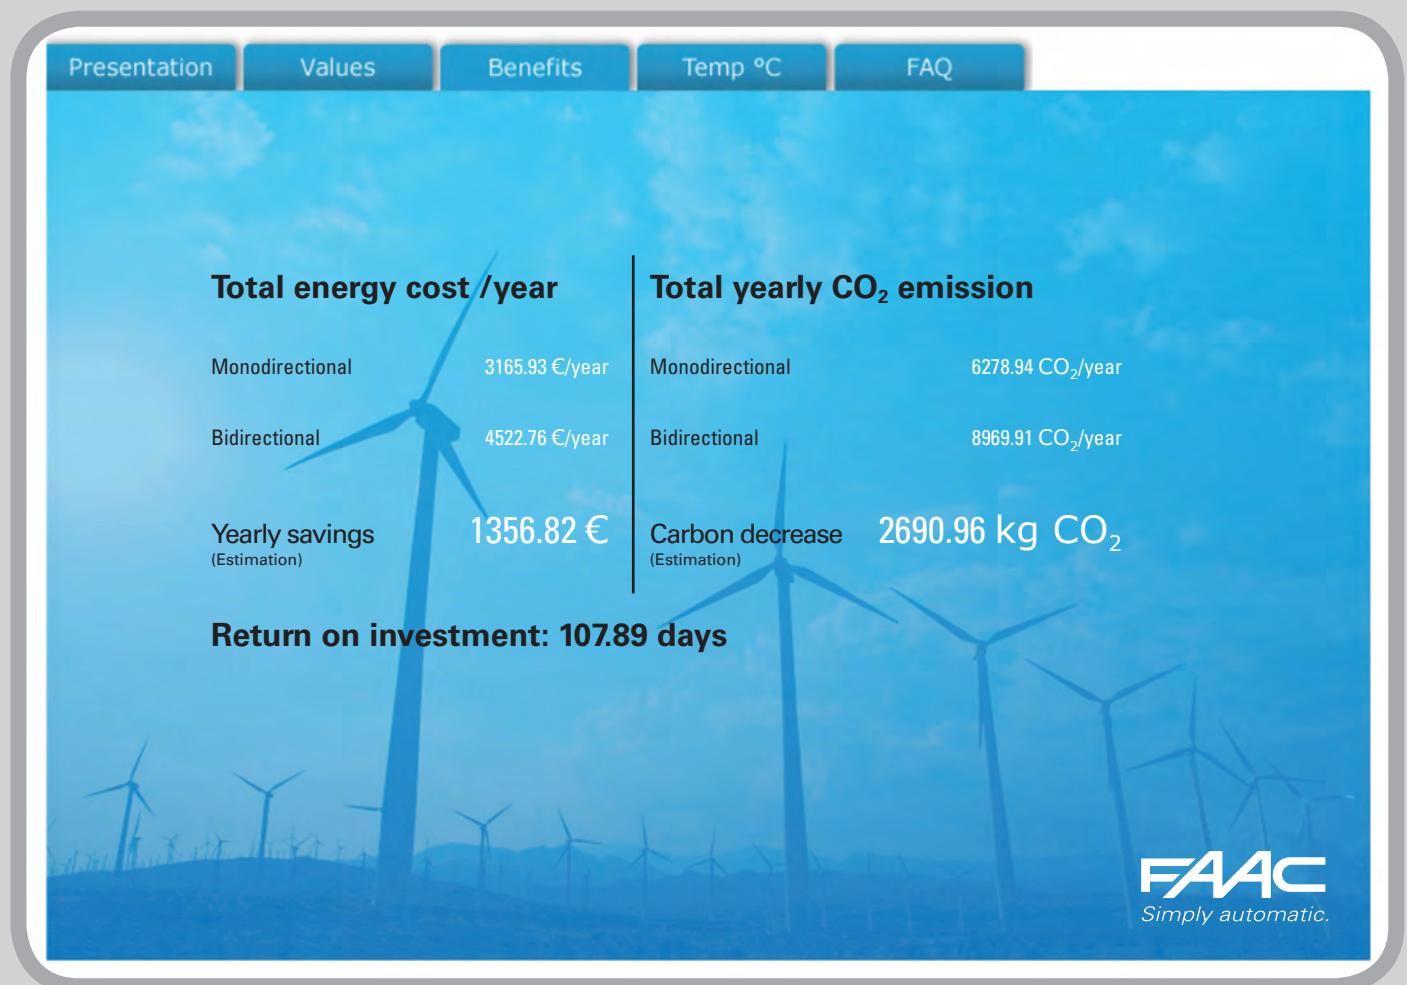 Presentation Values Benefits Temp °C FAQ
Total energy cost /year
Monodirectional 3165.93 €/year
Bidirectional 4522.76 €/year
Yearly savings 1356.82 €
(Estimation)
Total yearly CO₂ emission
Monodirectional 6278.94 CO₂/year
Bidirectional 8969.91 CO₂/year
Carbon decrease 2690.96 kg CO₂
(Estimation)
Return on investment: 107.89 days
FAAC
Simply automatic.